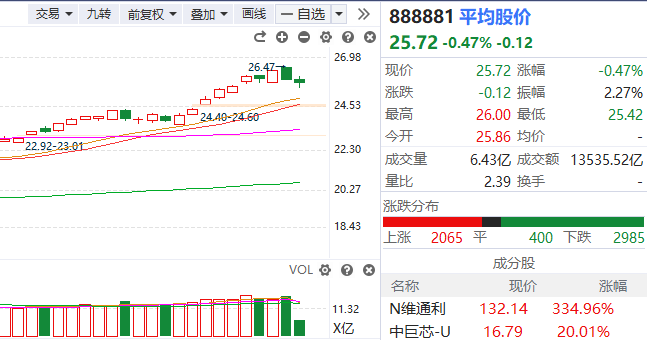 交易 九转 前复权 叠加 画线 一 自选
888881 平均股价
25.72 -0.47% -0.12
26.98
26.47
24.53
24.40-24.60
22.92-23.01
22.30
20.27
18.43
VOL
11.32
X亿
现价 25.72 涨幅 -0.47%
涨跌 -0.12 振幅 2.27%
最高 26.00 最低 25.42
今开 25.86 均价 -
成交量 6.43亿 成交额 13535.52亿
量比 2.39 换手 -
涨跌分布
上涨 2065 平 400 下跌 2985
成分股
名称 现价 涨幅
N维通利 132.14 334.96%
中巨芯-U 16.79 20.01%